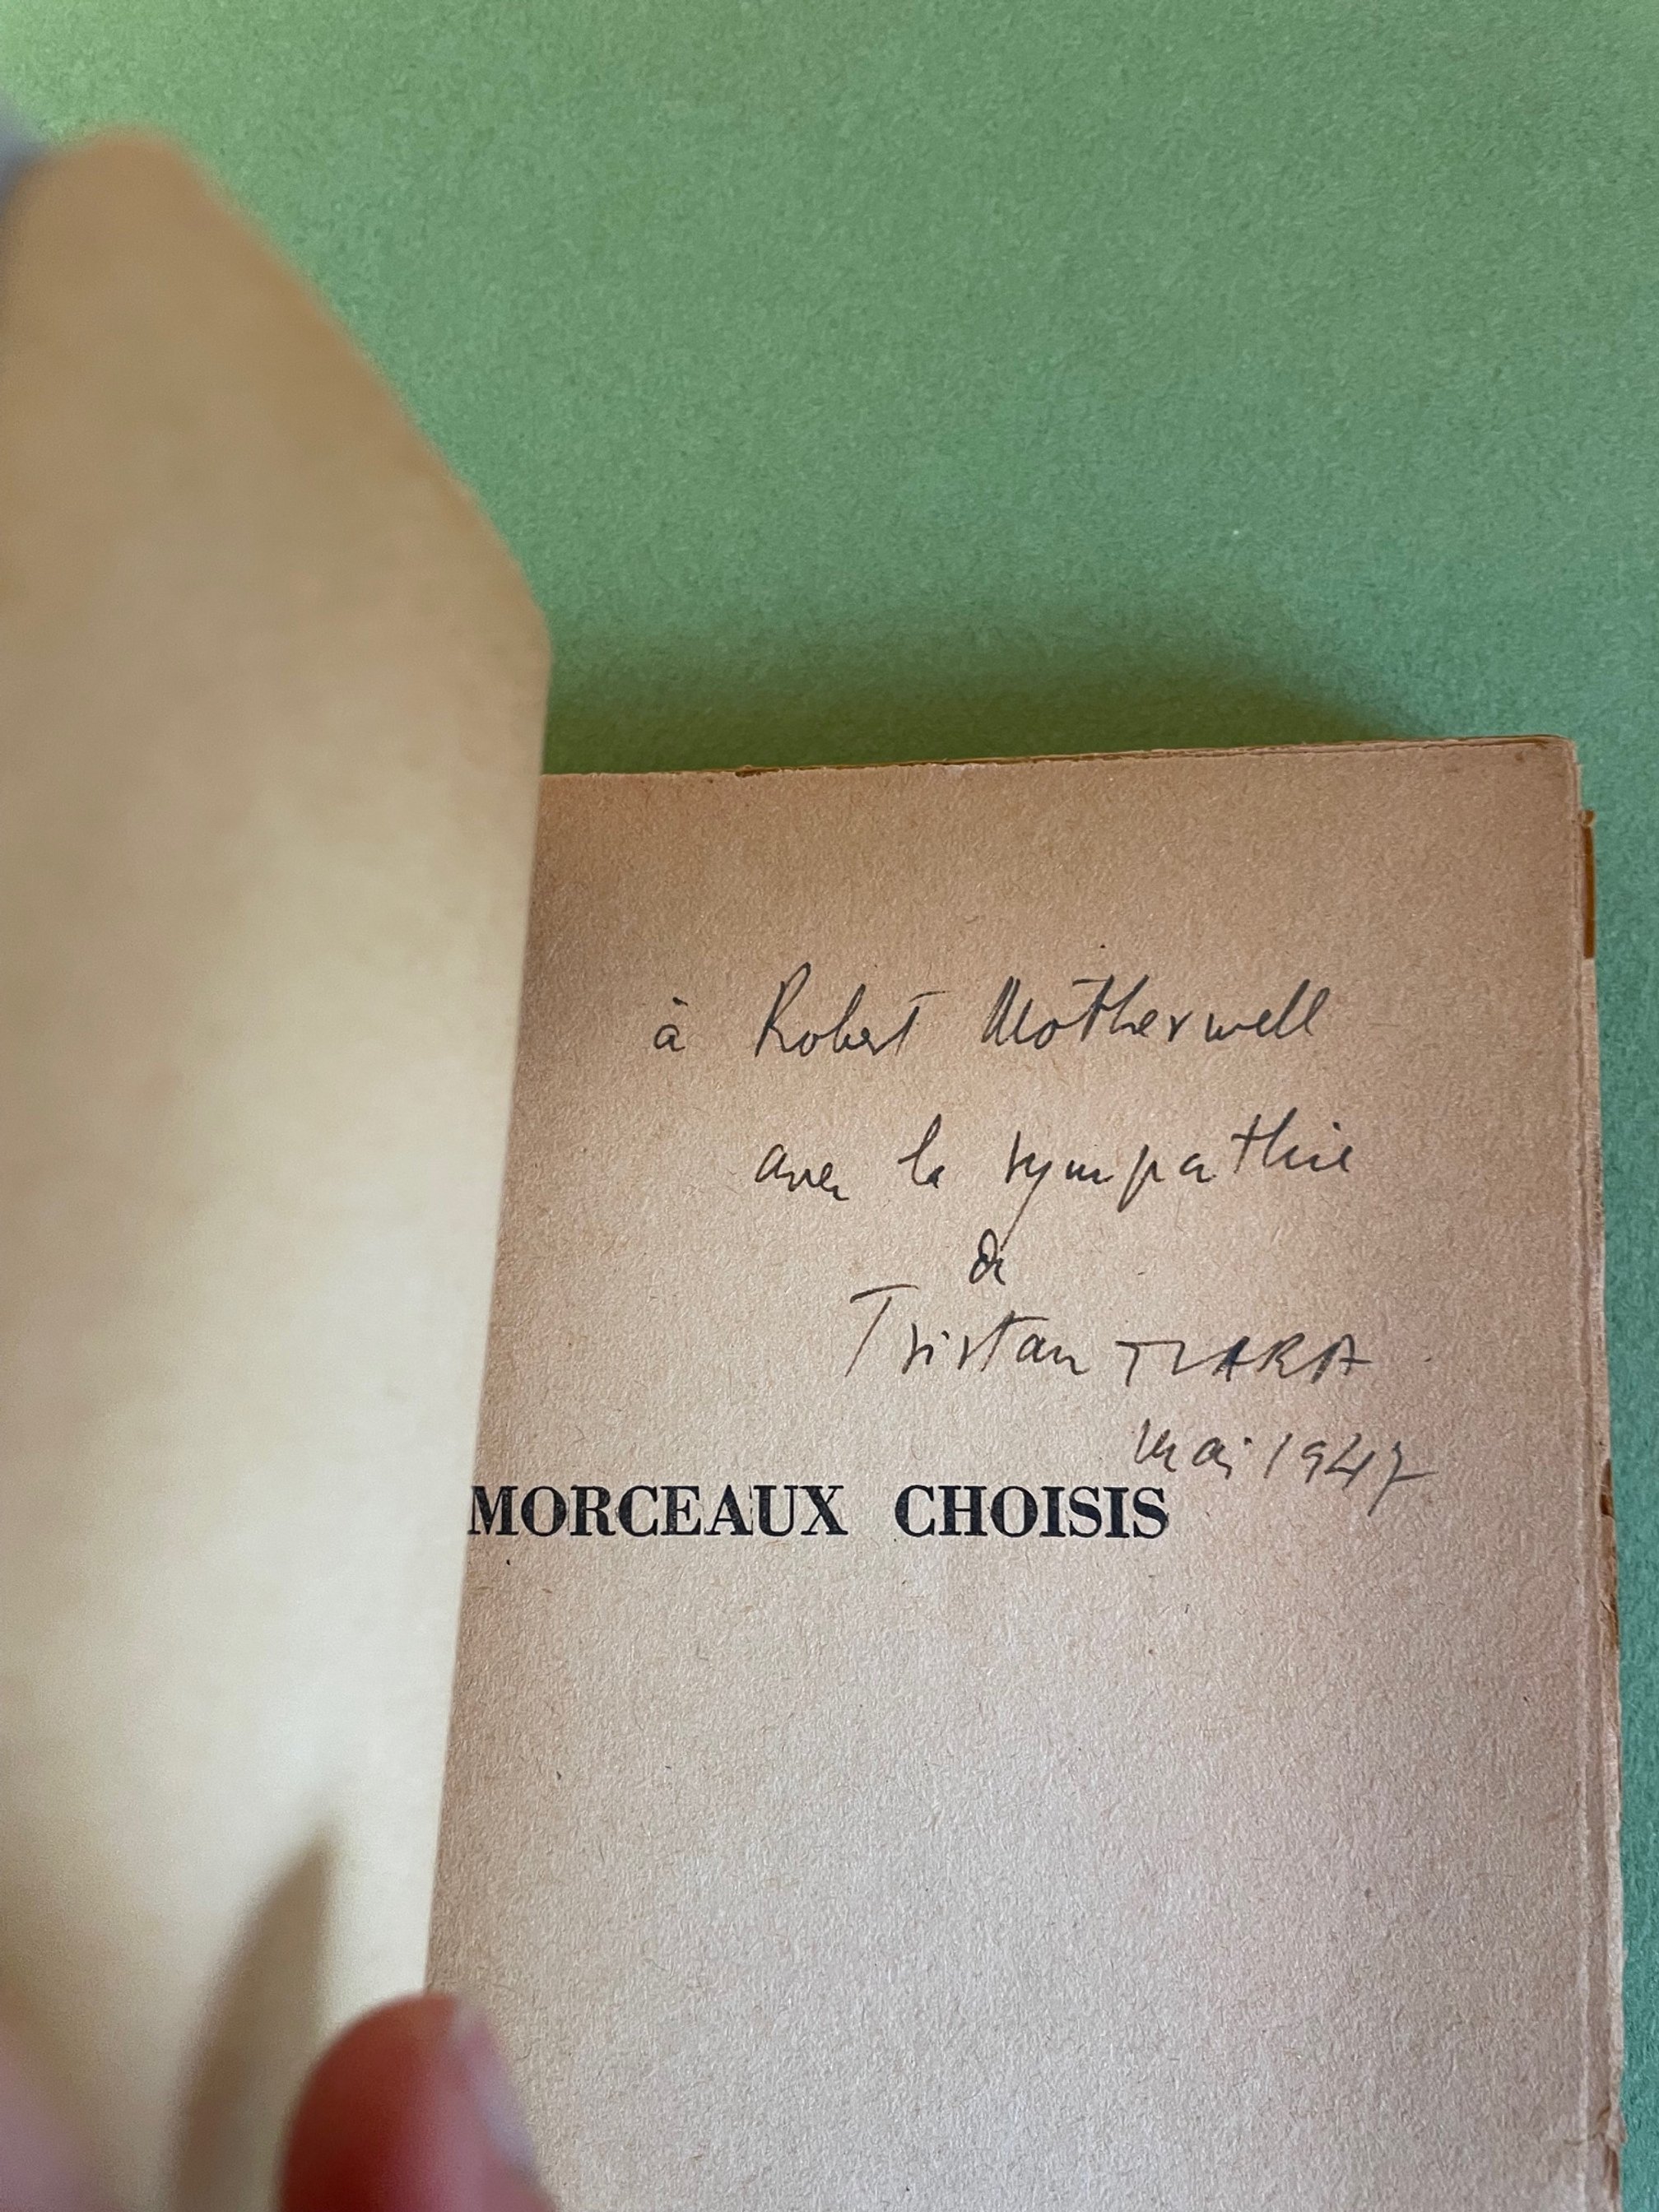 à Robert Motherwell
avec la sympathie
de
Tristan TZARA
mai 1947
MORCEAUX CHOISIS